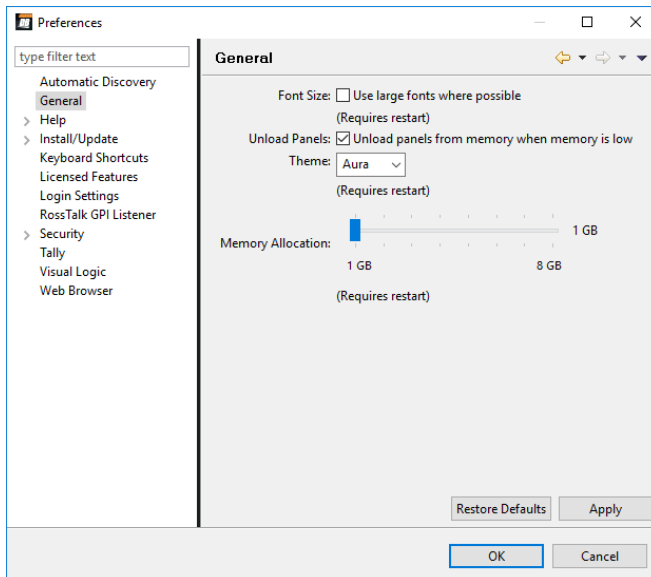 Preferences
type filter text
Automatic Discovery
General
Help
Install/Update
Keyboard Shortcuts
Licensed Features
Login Settings
RossTalk GPI Listener
Security
Tally
Visual Logic
Web Browser
General
Font Size: Use large fonts where possible
(Requires restart)
Unload Panels: Unload panels from memory when memory is low
Theme: Aura
(Requires restart)
Memory Allocation: 1 GB
1 GB 8 GB
(Requires restart)
Restore Defaults Apply
OK Cancel